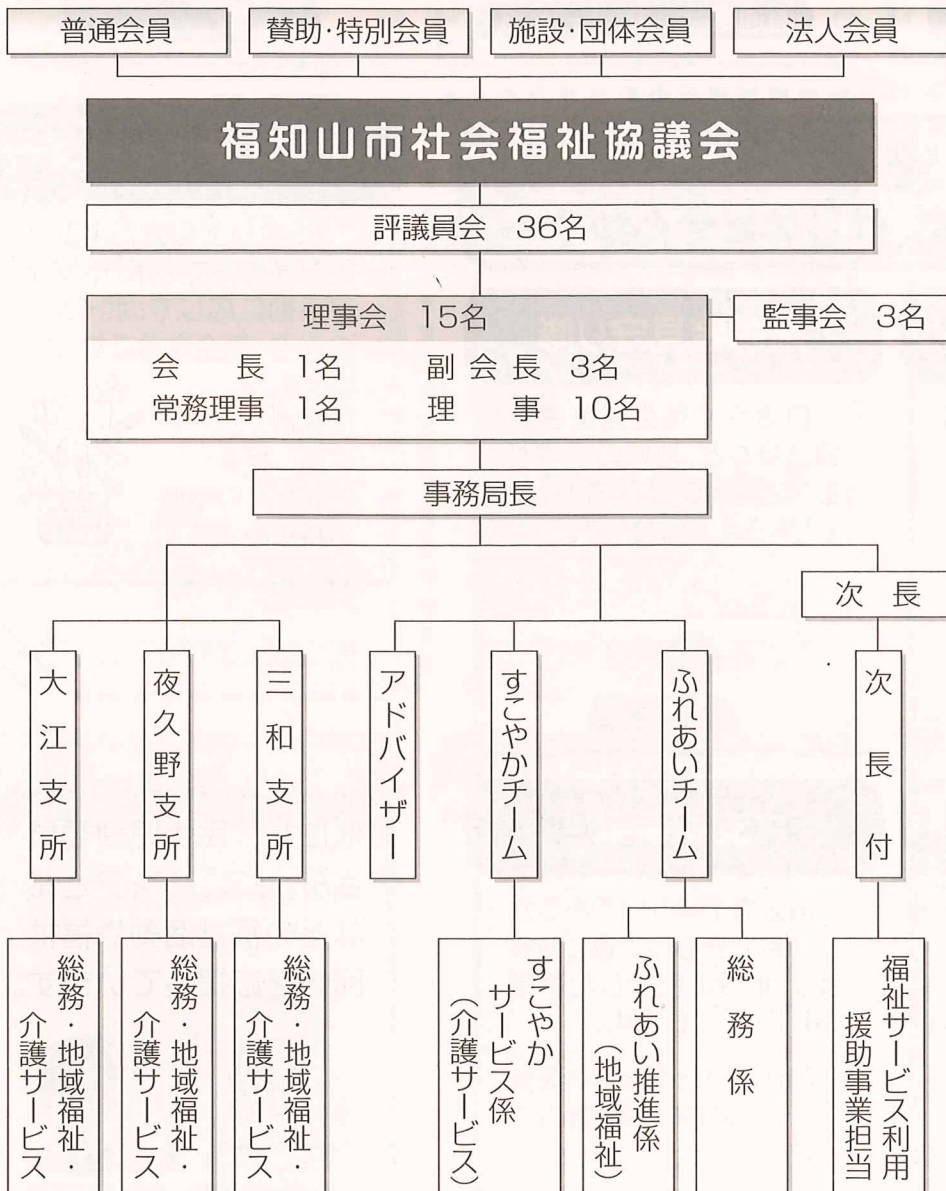 普通会員
賛助・特別会員
施設・団体会員
法人会員
福知山市社会福祉協議会
評議員会 36名
理事会 15名
会長 1名 副会長 3名
常務理事 1名 理事 10名
監事会 3名
事務局長
次長
大江支所
夜久野支所
三和支所
アドバイザー
すこやかチーム
ふれあいチーム
次長付
総務・地域福祉・
介護サービス
総務・地域福祉・
介護サービス
総務・地域福祉・
介護サービス
すこやか
サービス係
(介護サービス)
ふれあい推進係
(地域福祉)
総務係
福祉サービス利用
援助事業担当